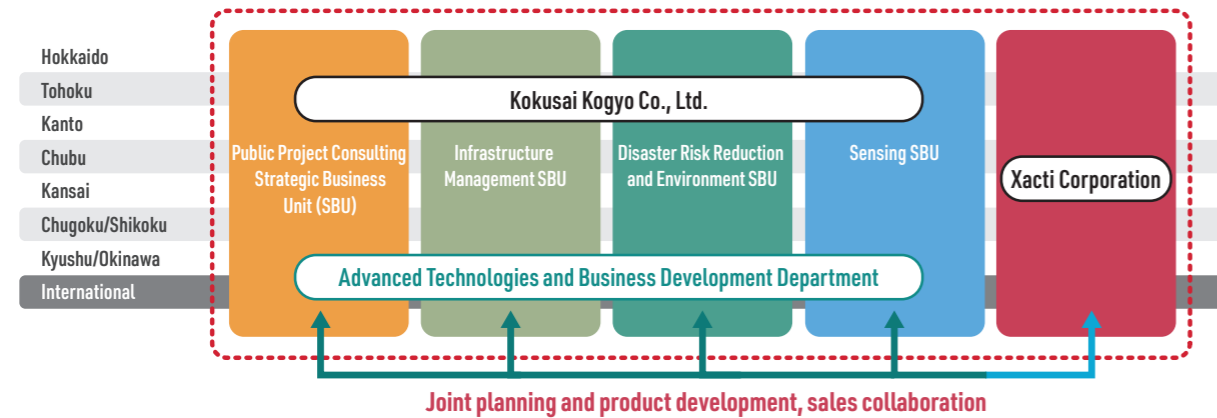 Hokkaido
Tohoku
Kanto
Chubu
Kansai
Chugoku/Shikoku
Kyushu/Okinawa
International
Kokusai Kogyo Co., Ltd.
Public Project Consulting
Strategic Business
Unit (SBU)
Infrastructure
Management SBU
Disaster Risk Reduction
and Environment SBU
Sensing SBU
Xacti Corporation
Advanced Technologies and Business Development Department
Joint planning and product development, sales collaboration